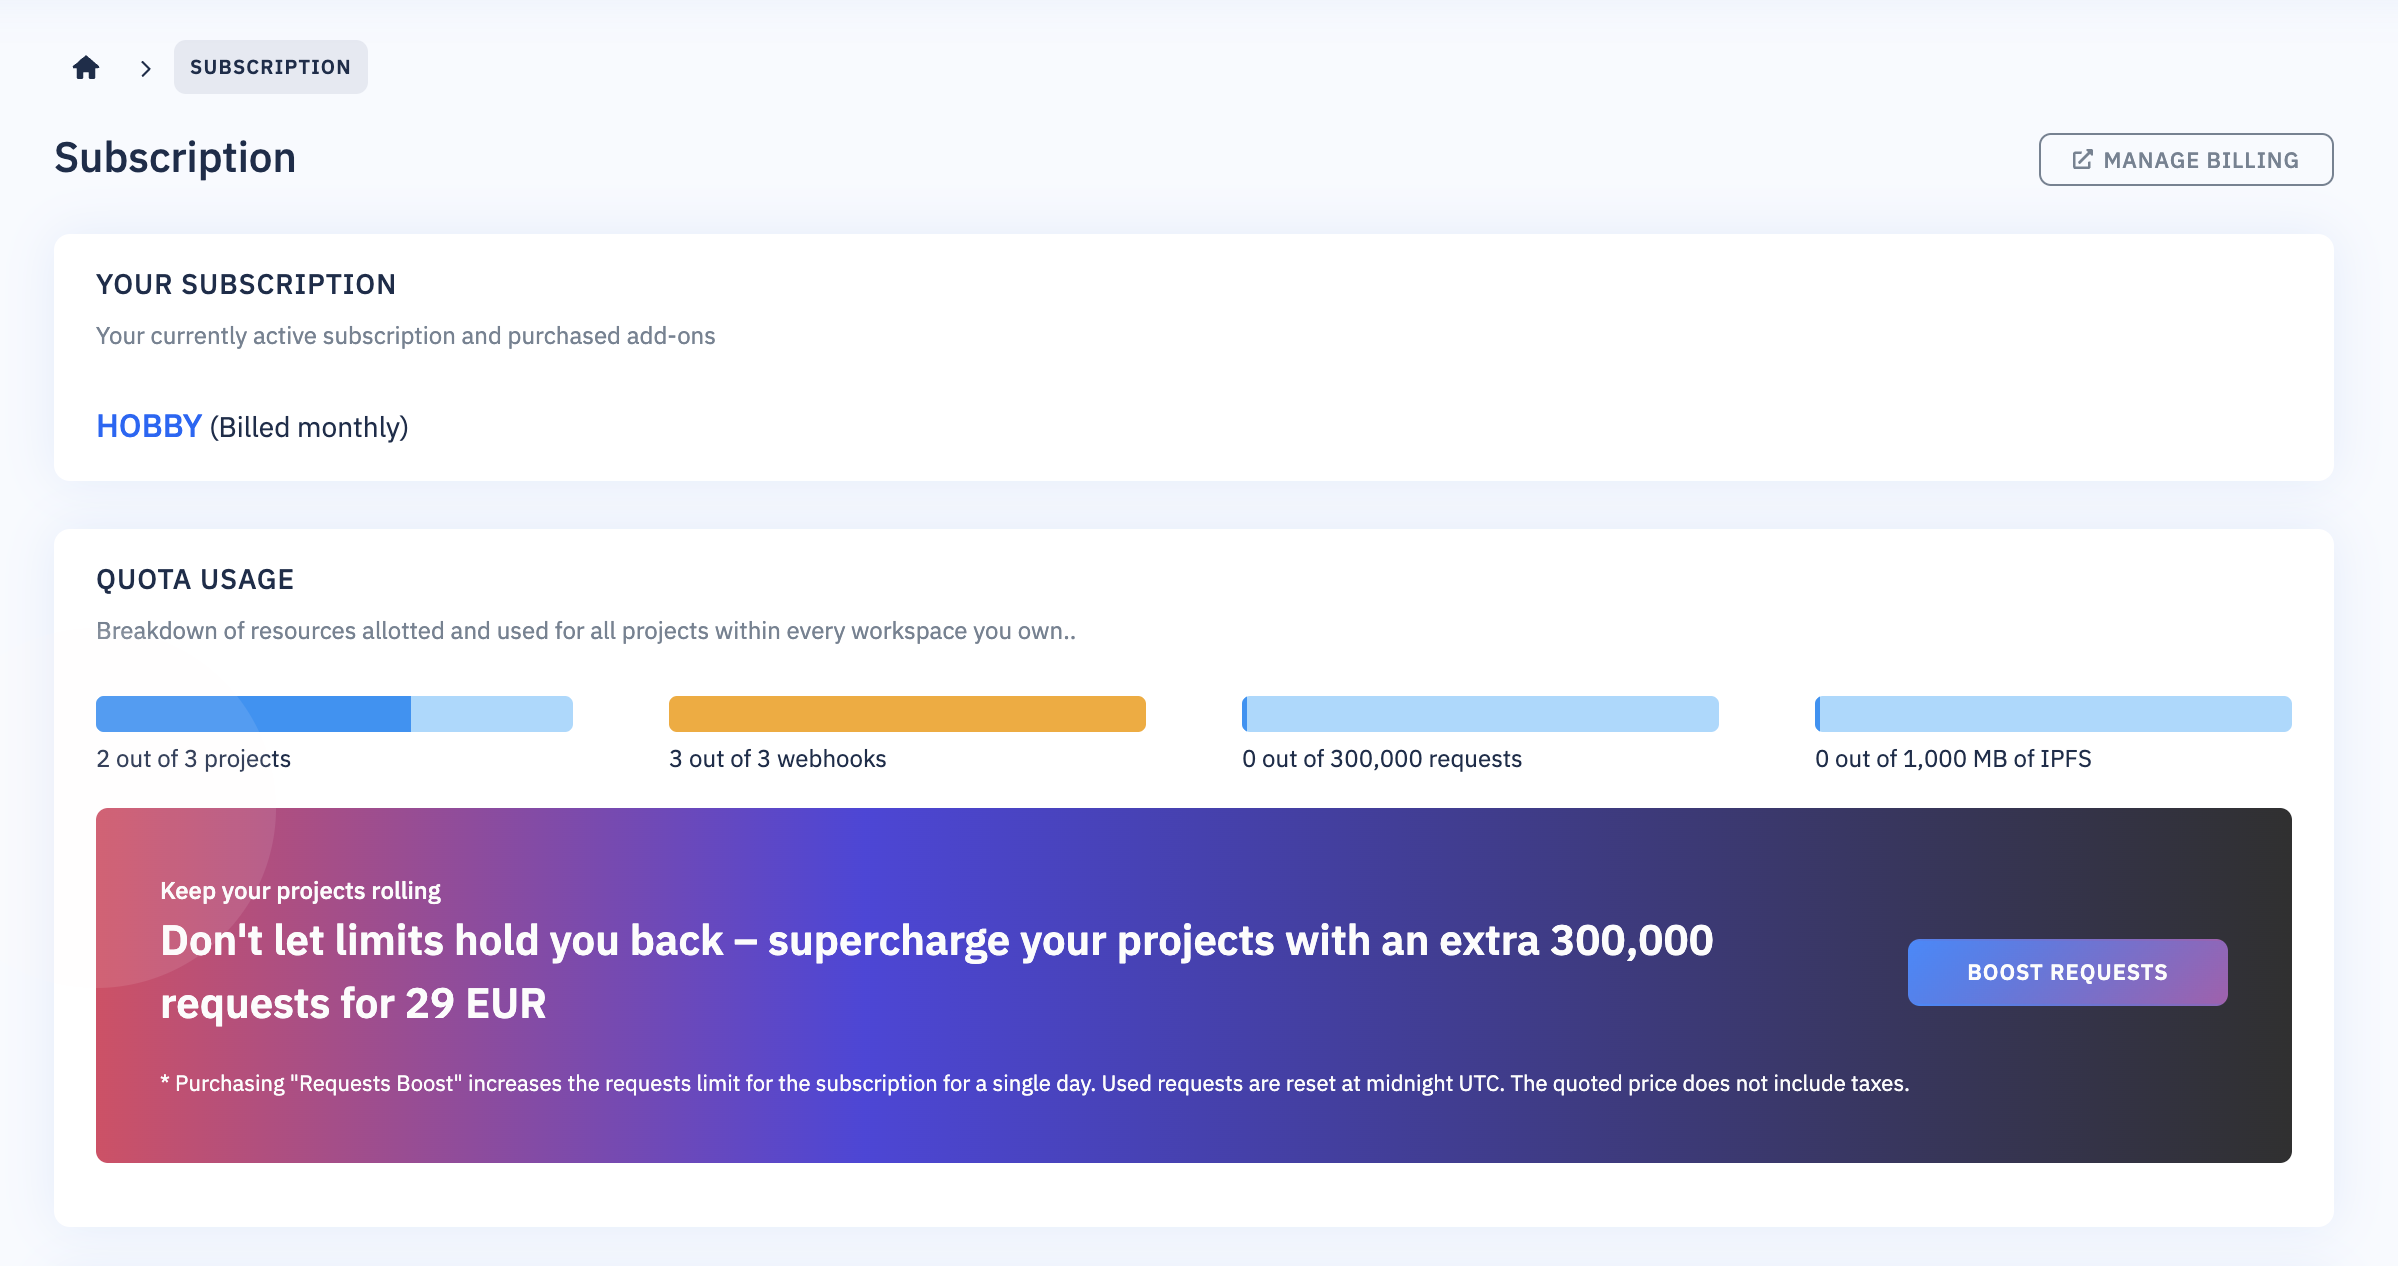 SUBSCRIPTION
Subscription
MANAGE BILLING
YOUR SUBSCRIPTION
Your currently active subscription and purchased add-ons
HOBBY (Billed monthly)
QUOTA USAGE
Breakdown of resources allotted and used for all projects within every workspace you own..
2 out of 3 projects
3 out of 3 webhooks
0 out of 300,000 requests
0 out of 1,000 MB of IPFS
Keep your projects rolling
Don't let limits hold you back – supercharge your projects with an extra 300,000
requests for 29 EUR
BOOST REQUESTS
* Purchasing "Requests Boost" increases the requests limit for the subscription for a single day. Used requests are reset at midnight UTC. The quoted price does not include taxes.